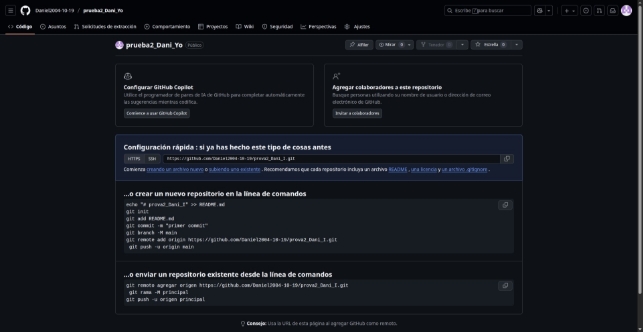 Daniel2004-10-19 / prueba2_Dani_Yo
Escribe / para buscar
Código
Asuntos
Solicitudes de extracción
Comportamiento
Proyectos
Wiki
Seguridad
Perspectivas
Ajustes
prueba2_Dani_Yo
Público
Alfiler
Mirar 0
Estrella 0
Configurar GitHub Copilot
Utilice el programador de pares de IA de GitHub para completar automáticamente
las sugerencias mientras codifica.
Comience a usar GitHub Copilot
Agregar colaboradores a este repositorio
Busque personas utilizando su nombre de usuario o dirección de correo
electrónico de GitHub.
Invitar a colaboradores
Configuración rápida : si ya has hecho este tipo de cosas antes
HTTPS
SSH
https://github.com/Daniel2004-10-19/prova2_Dani_I.git
Comience creando un archivo nuevo o subiendo uno existente . Recomendamos que cada repositorio incluya un archivo README , una licencia y un archivo .gitignore .
…o crear un nuevo repositorio en la línea de comandos
echo "# prova2_Dani_I" >> README.md
git init
git add README.md
git commit -m "primer commit"
git branch -M main
git remote add origin https://github.com/Daniel2004-10-19/prova2_Dani_I.git
git push -u origin main
…o enviar un repositorio existente desde la línea de comandos
git remote agregar origen https://github.com/Daniel2004-10-19/prova2_Dani_I.git
git rama -M principal
git push -u origen principal
Consejo: Usa la URL de esta página al agregar GitHub como remoto.